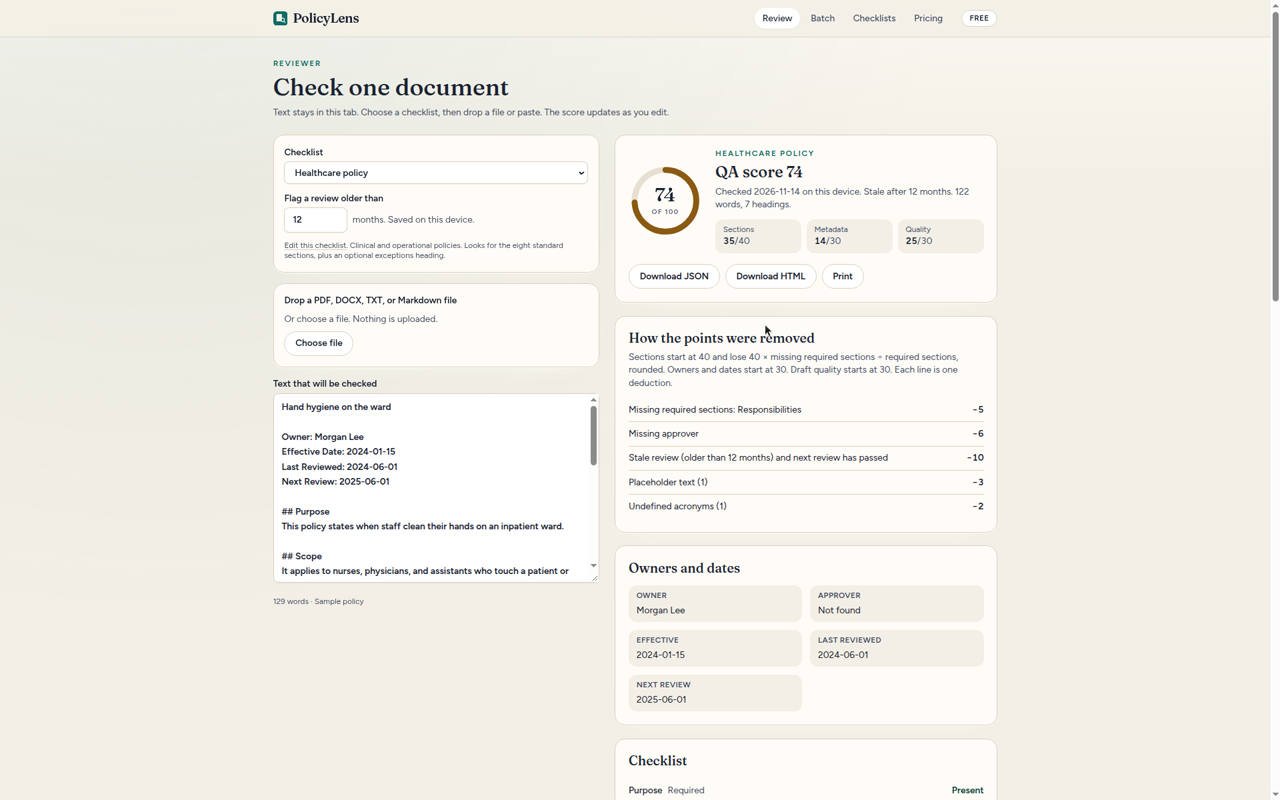 PolicyLens
Review
Batch
Checklists
Pricing
FREE
REVIEWER
Check one document
Text stays in this tab. Choose a checklist, then drop a file or paste. The score updates as you edit.
Checklist
Healthcare policy
Flag a review older than
12 months. Saved on this device.
Edit this checklist. Clinical and operational policies. Looks for the eight standard
sections, plus an optional exceptions heading.
Drop a PDF, DOCX, TXT, or Markdown file
Or choose a file. Nothing is uploaded.
Choose file
Text that will be checked
Hand hygiene on the ward
Owner: Morgan Lee
Effective Date: 2024-01-15
Last Reviewed: 2024-06-01
Next Review: 2025-06-01
## Purpose
This policy states when staff clean their hands on an inpatient ward.
## Scope
It applies to nurses, physicians, and assistants who touch a patient or
129 words · Sample policy
74
OF 100
HEALTHCARE POLICY
QA score 74
Checked 2026-11-14 on this device. Stale after 12 months. 122
words, 7 headings.
Sections
35/40
Metadata
14/30
Quality
25/30
Download JSON
Download HTML
Print
How the points were removed
Sections start at 40 and lose 40 × missing required sections ÷ required sections,
rounded. Owners and dates start at 30. Draft quality starts at 30. Each line is one
deduction.
Missing required sections: Responsibilities −5
Missing approver −6
Stale review (older than 12 months) and next review has passed −10
Placeholder text (1) −3
Undefined acronyms (1) −2
Owners and dates
OWNER
Morgan Lee
APPROVER
Not found
EFFECTIVE
2024-01-15
LAST REVIEWED
2024-06-01
NEXT REVIEW
2025-06-01
Checklist
Purpose Required Present